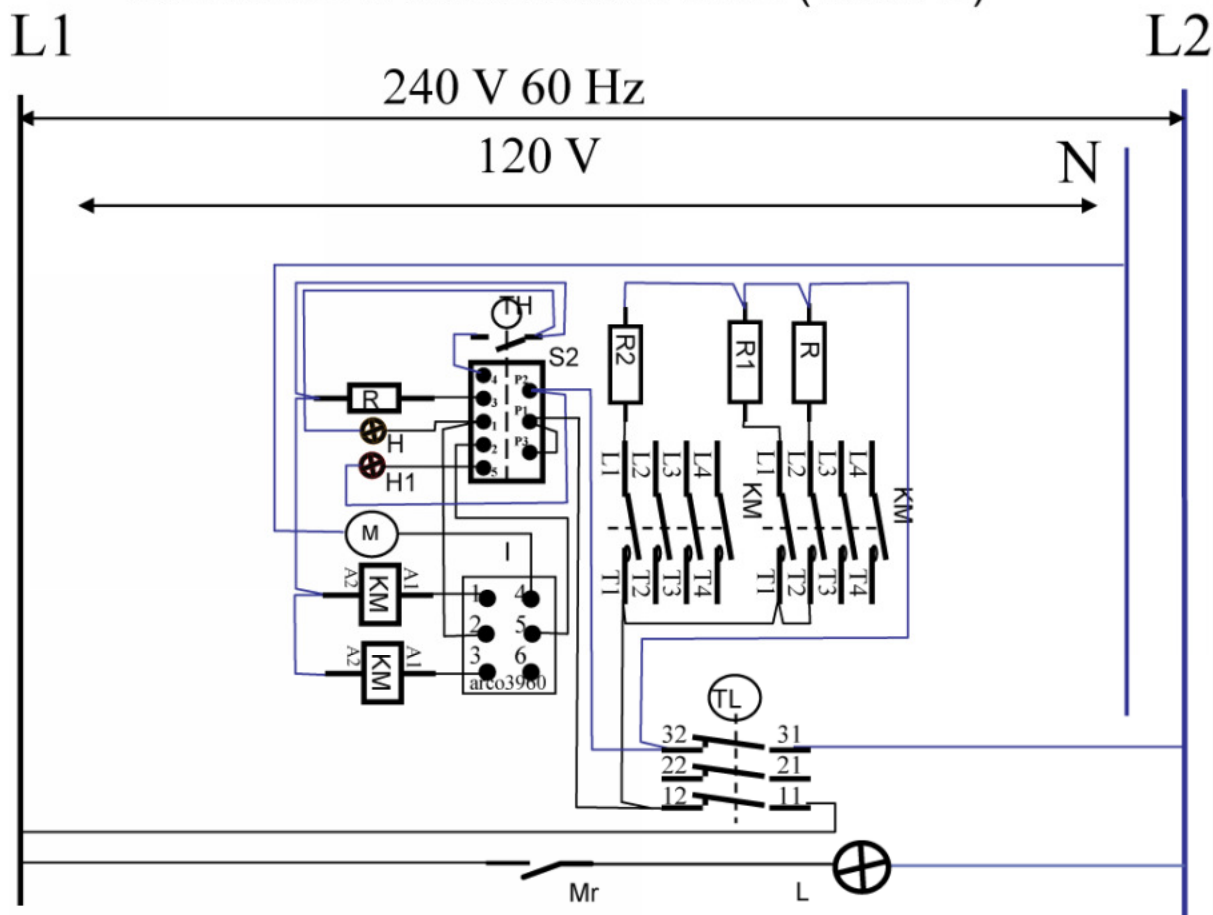 L1
L2
240 V 60 Hz
120 V
N
TH
S2
4
P2
3
1
P1
2
P3
5
R
H
H1
R2
R1
R
L1
L2
L3
L4
KM
L1
L2
L3
L4
KM
T1
T2
T3
T4
T1
T2
T3
T4
M
I
A2
KM
A1
1
4
2
5
A2
KM
A1
3
6
arco3960
TL
32
31
22
21
12
11
Mr
L